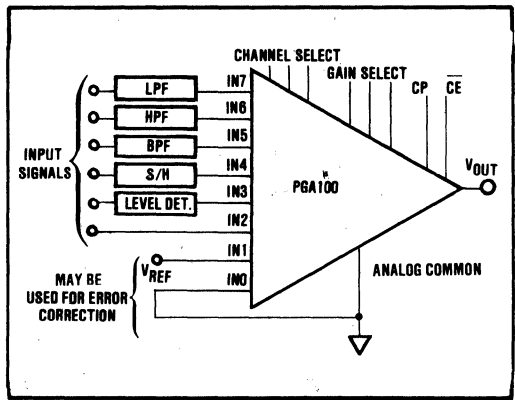 CHANNEL SELECT
GAIN SELECT
CP
CE
LPF
IN7
HPF
IN6
BPF
IN5
INPUT
SIGNALS
S/H
IN4
LEVEL DET.
IN3
IN2
PGA100
VOUT
IN1
VREF
IN0
MAY BE
USED FOR ERROR
CORRECTION
ANALOG COMMON